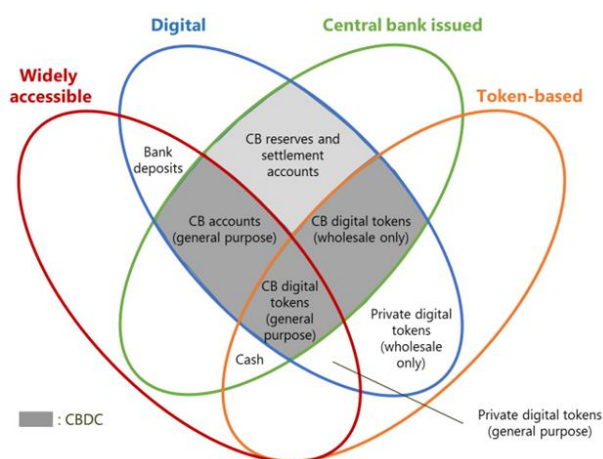 Digital
Central bank issued
Widely
accessible
Token-based
Bank
deposits
CB reserves and
settlement
accounts
CB accounts
(general purpose)
CB digital tokens
(wholesale only)
CB digital
tokens
(general
purpose)
Cash
Private digital
tokens
(wholesale
only)
Private digital tokens
(general purpose)
: CBDC